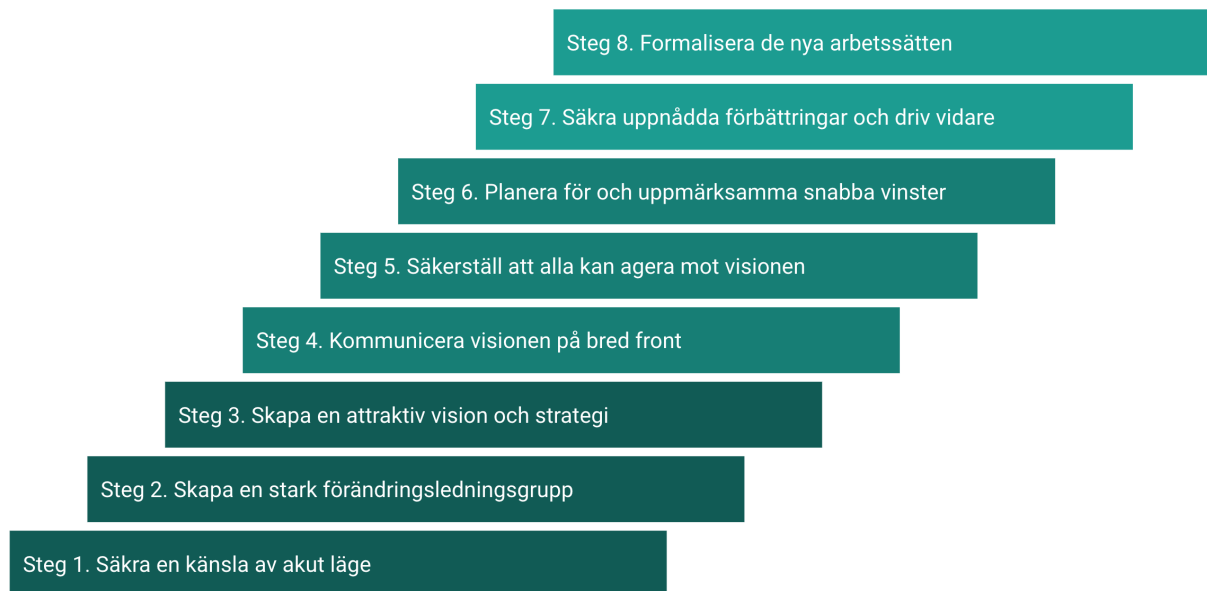 Steg 8. Formalisera de nya arbetssätten
Steg 7. Säkra uppnådda förbättringar och driv vidare
Steg 6. Planera för och uppmärksamma snabba vinster
Steg 5. Säkerställ att alla kan agera mot visionen
Steg 4. Kommunicera visionen på bred front
Steg 3. Skapa en attraktiv vision och strategi
Steg 2. Skapa en stark förändringsledningsgrupp
Steg 1. Säkra en känsla av akut läge